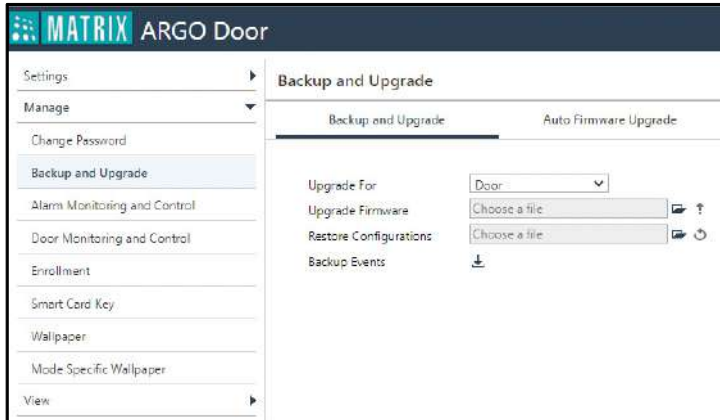 MATRIX ARGO Door
Settings
Manage
Change Password
Backup and Upgrade
Alarm Monitoring and Control
Door Monitoring and Control
Enrollment
Smart Card Key
Wallpaper
Mode Specific Wallpaper
View
Backup and Upgrade
Backup and Upgrade Auto Firmware Upgrade
Upgrade For Door
Upgrade Firmware Choose a file
Restore Configurations Choose a file
Backup Events